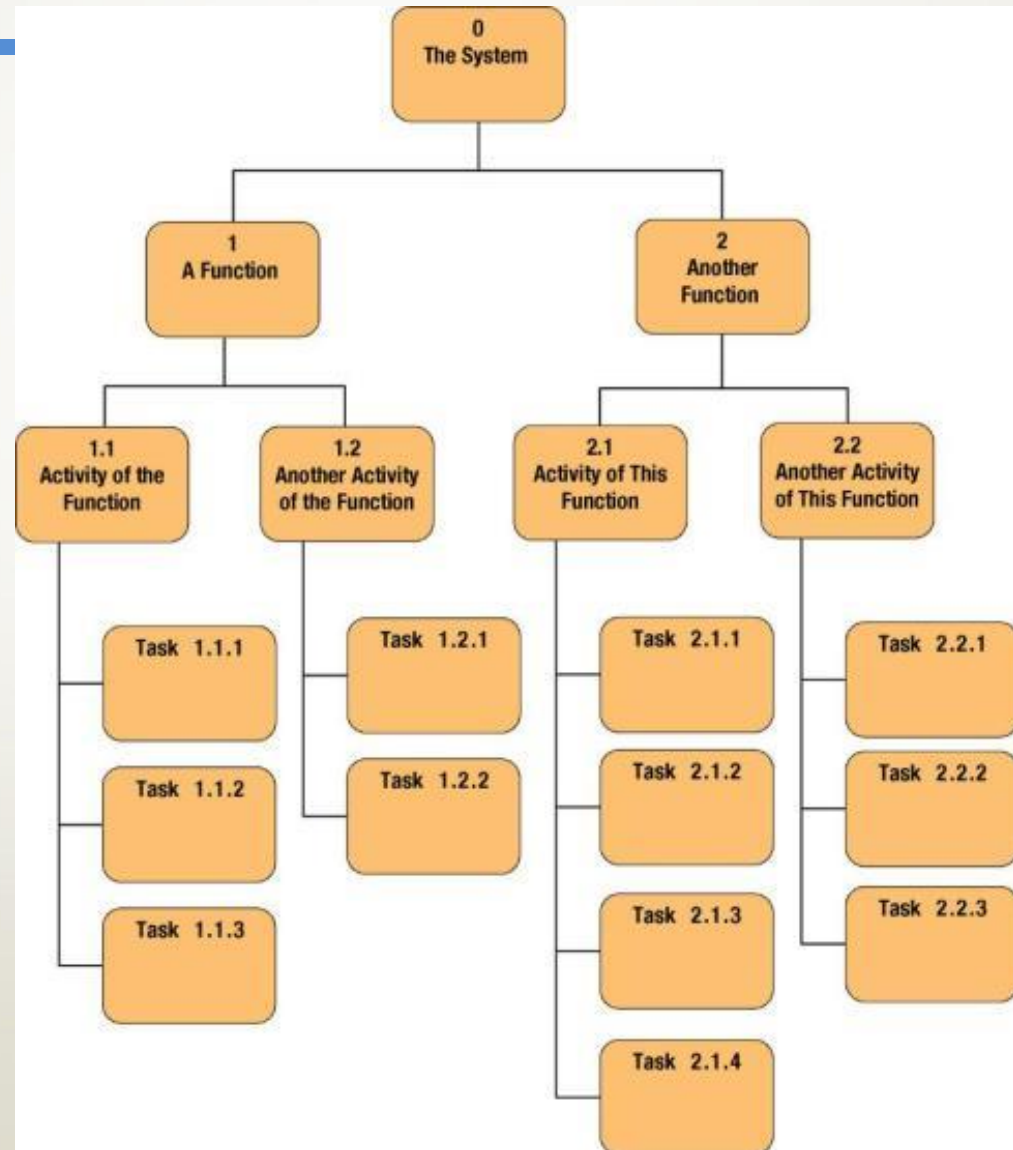 0
The System
1
A Function
2
Another
Function
1.1
Activity of the
Function
1.2
Another Activity
of the Function
2.1
Activity of This
Function
2.2
Another Activity
of This Function
Task 1.1.1
Task 1.1.2
Task 1.1.3
Task 1.2.1
Task 1.2.2
Task 2.1.1
Task 2.1.2
Task 2.1.3
Task 2.1.4
Task 2.2.1
Task 2.2.2
Task 2.2.3